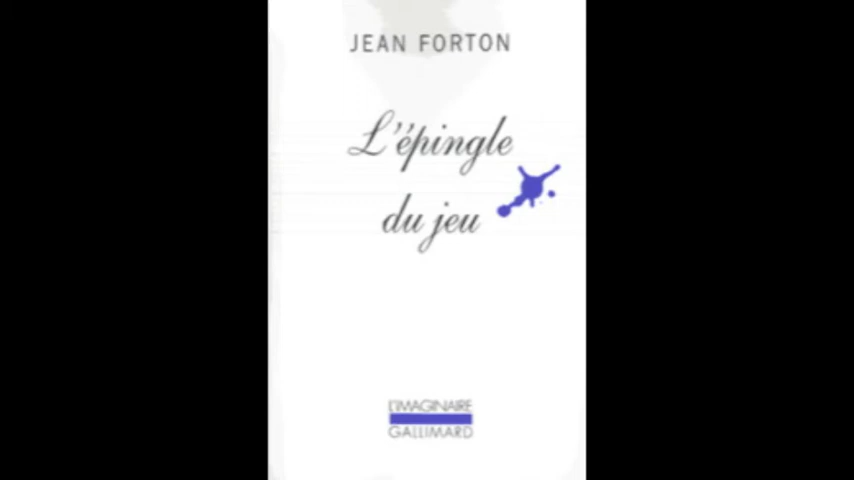 JEAN FORTON
L'épingle
du jeu
L'IMAGINAIRE
GALLIMARD